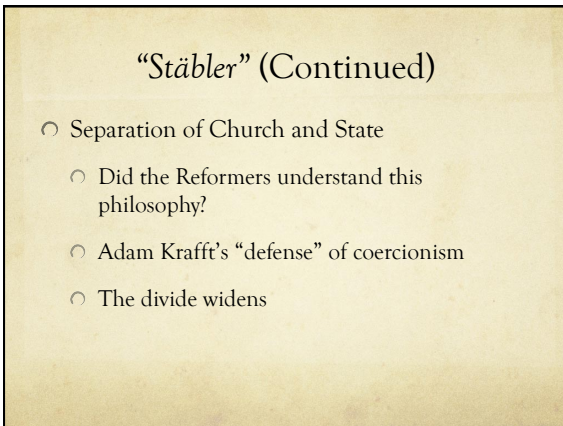 “Stäbler” (Continued)
Separation of Church and State
Did the Reformers understand this
philosophy?
Adam Krafft’s “defense” of coercionism
The divide widens